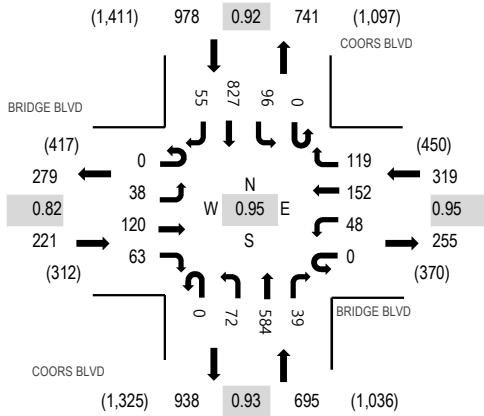 (1,411) 978 0.92 741 (1,097)
COORS BLVD
55 827 96 0
BRIDGE BLVD
(417) (450)
279 0 119 319
38 N 152
0.82 W 0.95 E 0.95
221 120 S 48 255
63 0
(312) (370)
0 72 584 39
BRIDGE BLVD
COORS BLVD
(1,325) 938 0.93 695 (1,036)